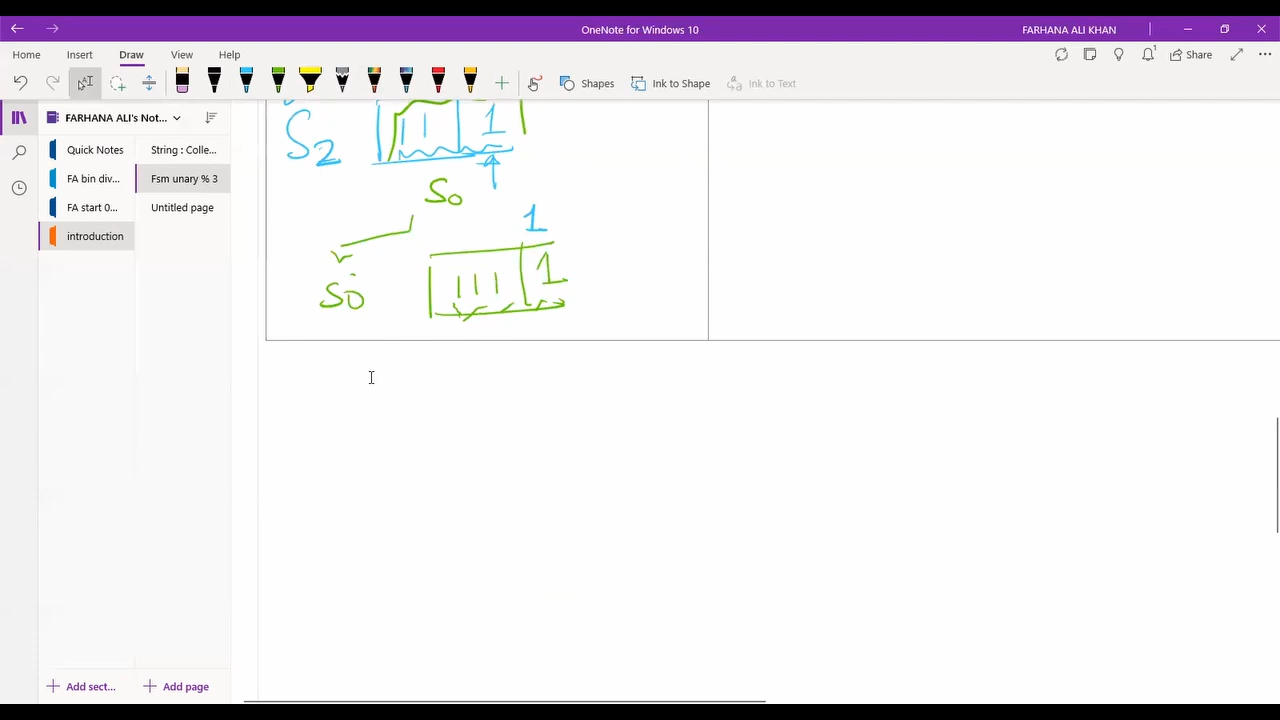 OneNote for Windows 10
FARHANA ALI KHAN
Home Insert Draw View Help
1 Share
Shapes Ink to Shape Ink to Text
FARHANA ALI's Not...
Quick Notes
FA bin div...
FA start 0...
introduction
String : Colle...
Fsm unary % 3
Untitled page
S2 | | 1
S0
1
S0 | | | 1
Add sect... Add page